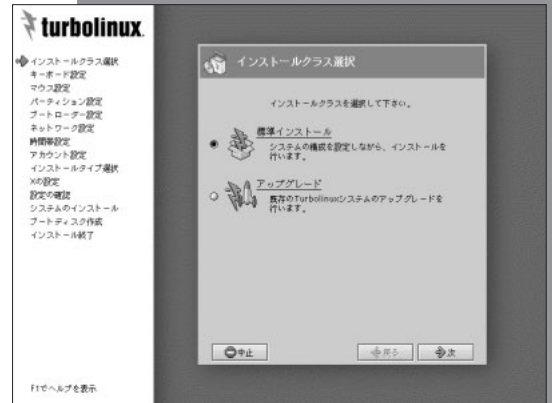 turbolinux
インストールクラス選択
キーボード設定
マウス設定
パーティション設定
ブートローダー設定
ネットワーク設定
時間帯設定
アカウント設定
インストールタイプ選択
Xの設定
設定の確認
システムのインストール
ブートディスク作成
インストール終了
F1でヘルプを表示
インストールクラス選択
インストールクラスを選択して下さい。
標準インストール
システムの構成を設定しながら、インストールを
行います。
アップグレード
既存のTurbolinuxシステムのアップグレードを
行います。
中止
戻る
次